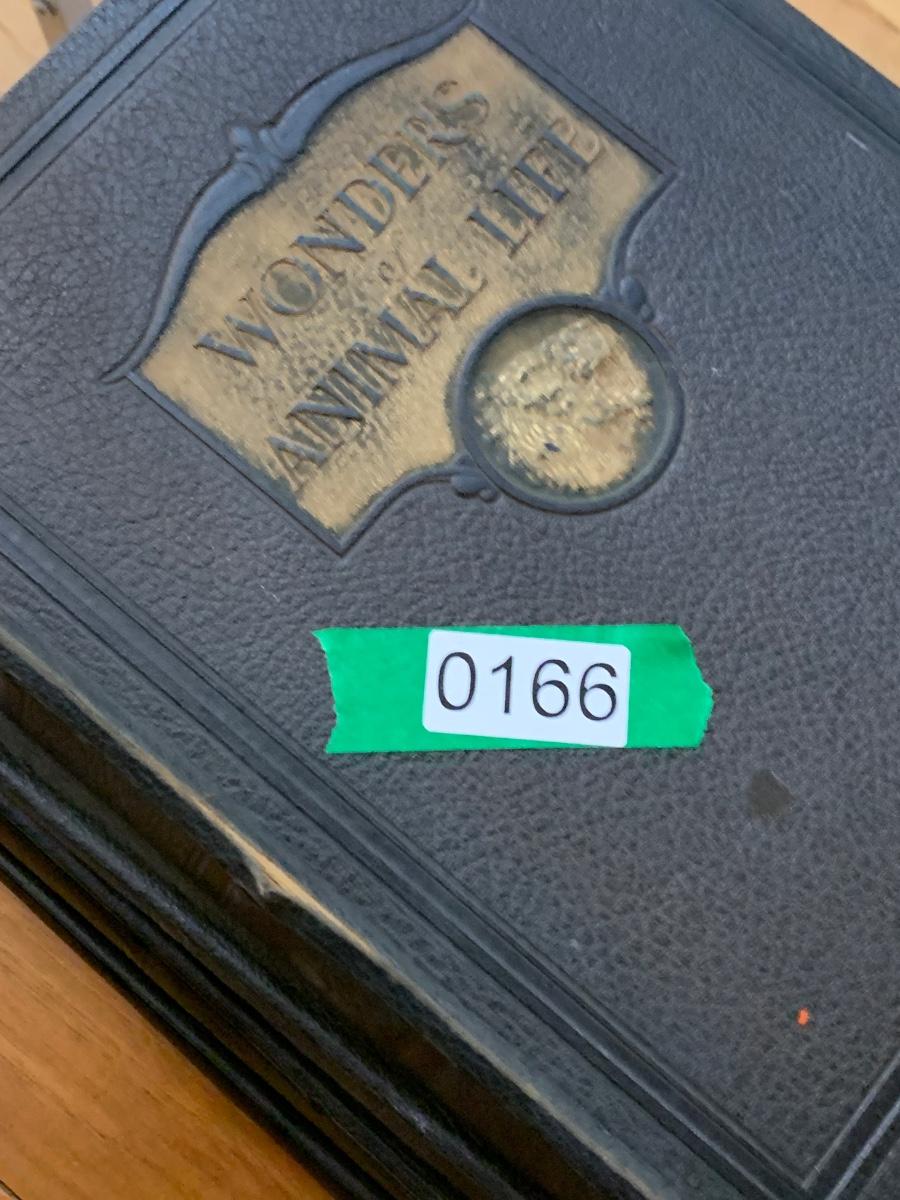 WONDERS
of
ANIMAL LIFE
0166